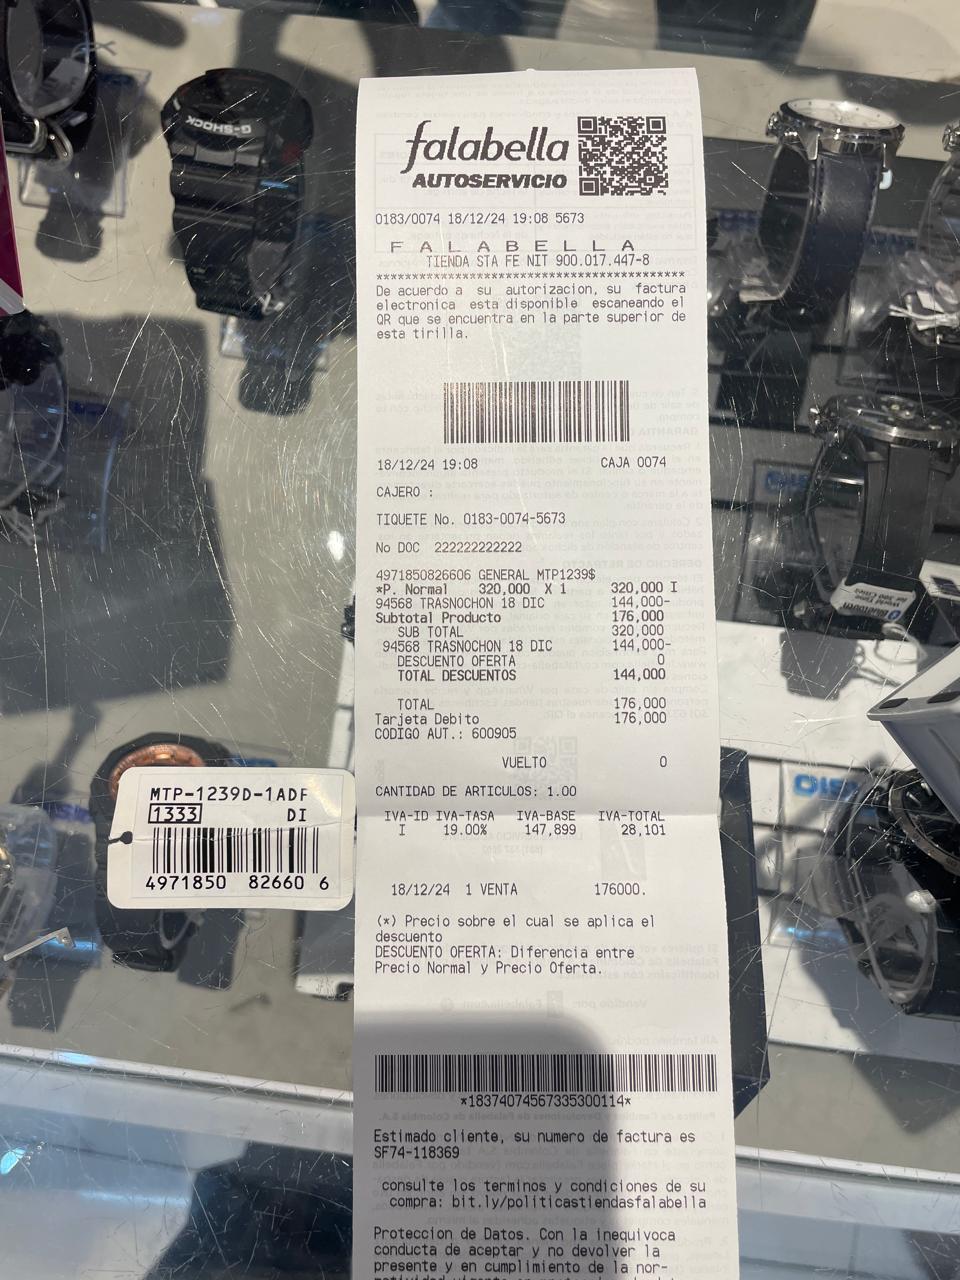 falabella
AUTOSERVICIO
0183/0074 18/12/24 19:08 5673
F A L A B E L L A
TIENDA STA FE NIT 900.017.447-8
**************************************************
De acuerdo a su autorizacion, su factura
electronica esta disponible escaneando el
QR que se encuentra en la parte superior de
esta tirilla.
18/12/24 19:08 CAJA 0074
CAJERO :
TIQUETE No. 0183-0074-5673
No DOC 222222222222
4971850826606 GENERAL MTP1239$
*P. Normal 320,000 X 1 320,000 I
94568 TRASNOCHON 18 DIC 144,000-
Subtotal Producto 176,000
SUB TOTAL 320,000
94568 TRASNOCHON 18 DIC 144,000-
DESCUENTO OFERTA 0
TOTAL DESCUENTOS 144,000
TOTAL 176,000
Tarjeta Debito 176,000
CODIGO AUT.: 600905
VUELTO 0
CANTIDAD DE ARTICULOS: 1.00
IVA-ID IVA-TASA IVA-BASE IVA-TOTAL
I 19.00% 147,899 28,101
18/12/24 1 VENTA 176000.
(*) Precio sobre el cual se aplica el
descuento
DESCUENTO OFERTA: Diferencia entre
Precio Normal y Precio Oferta.
*18374074567335300114*
Estimado cliente, su numero de factura es
SF74-118369
consulte los terminos y condiciones de su
compra: bit.ly/politicastiendasfalabella
Proteccion de Datos. Con la inequivoca
conducta de aceptar y no devolver la
presente y en cumplimiento de la nor-
MTP-1239D-1ADF
1333 DI
4971850 82660 6
G-SHOCK
Bluetooth